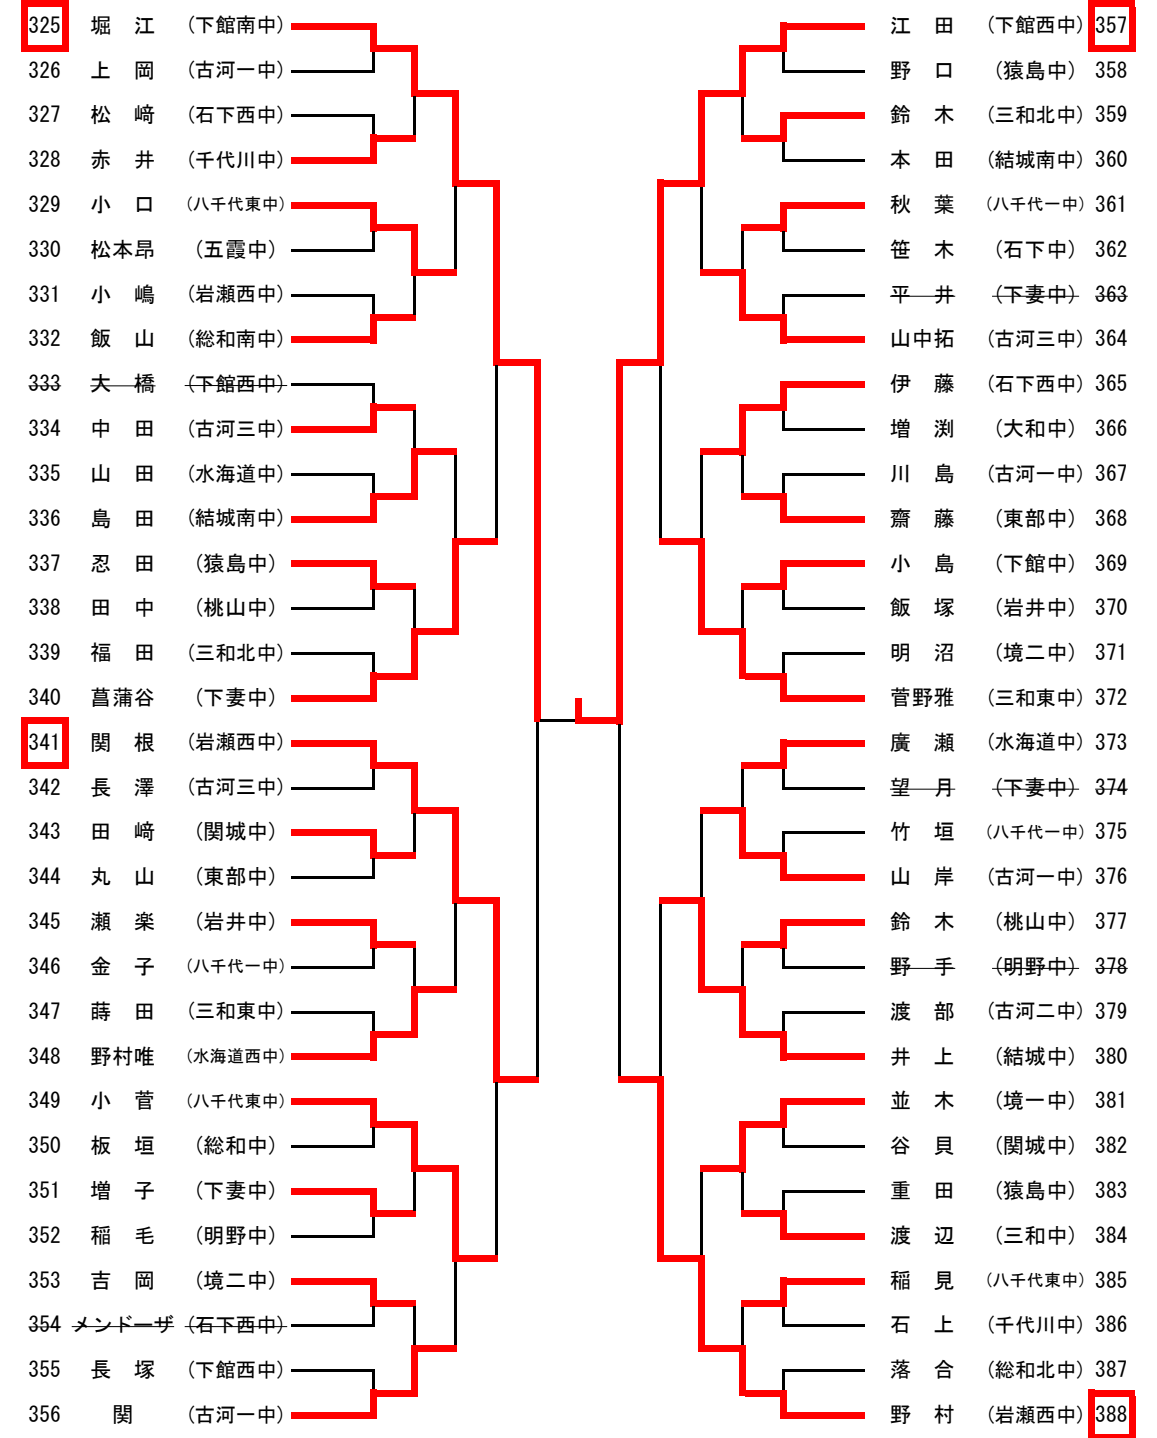 325 堀 江 (下館南中)
326 上 岡 (古河一中)
327 松 﨑 (石下西中)
328 赤 井 (千代川中)
329 小 口 (八千代東中)
330 松本昂 (五霞中)
331 小 嶋 (岩瀬西中)
332 飯 山 (総和南中)
333 大 橋 (下館西中)
334 中 田 (古河三中)
335 山 田 (水海道中)
336 島 田 (結城南中)
337 忍 田 (猿島中)
338 田 中 (桃山中)
339 福 田 (三和北中)
340 菖蒲谷 (下妻中)
341 関 根 (岩瀬西中)
342 長 澤 (古河三中)
343 田 﨑 (関城中)
344 丸 山 (東部中)
345 瀬 楽 (岩井中)
346 金 子 (八千代一中)
347 蒔 田 (三和東中)
348 野村唯 (水海道西中)
349 小 菅 (八千代東中)
350 板 垣 (総和中)
351 増 子 (下妻中)
352 稲 毛 (明野中)
353 吉 岡 (境二中)
354 メンドーザ (石下西中)
355 長 塚 (下館西中)
356 関 (古河一中)
江 田 (下館西中) 357
野 口 (猿島中) 358
鈴 木 (三和北中) 359
本 田 (結城南中) 360
秋 葉 (八千代一中) 361
笹 木 (石下中) 362
平 井 (下妻中) 363
山中拓 (古河三中) 364
伊 藤 (石下西中) 365
増 渕 (大和中) 366
川 島 (古河一中) 367
齋 藤 (東部中) 368
小 島 (下館中) 369
飯 塚 (岩井中) 370
明 沼 (境二中) 371
菅野雅 (三和東中) 372
廣 瀬 (水海道中) 373
望 月 (下妻中) 374
竹 垣 (八千代一中) 375
山 岸 (古河一中) 376
鈴 木 (桃山中) 377
野 手 (明野中) 378
渡 部 (古河二中) 379
井 上 (結城中) 380
並 木 (境一中) 381
谷 貝 (関城中) 382
重 田 (猿島中) 383
渡 辺 (三和中) 384
稲 見 (八千代東中) 385
石 上 (千代川中) 386
落 合 (総和北中) 387
野 村 (岩瀬西中) 388